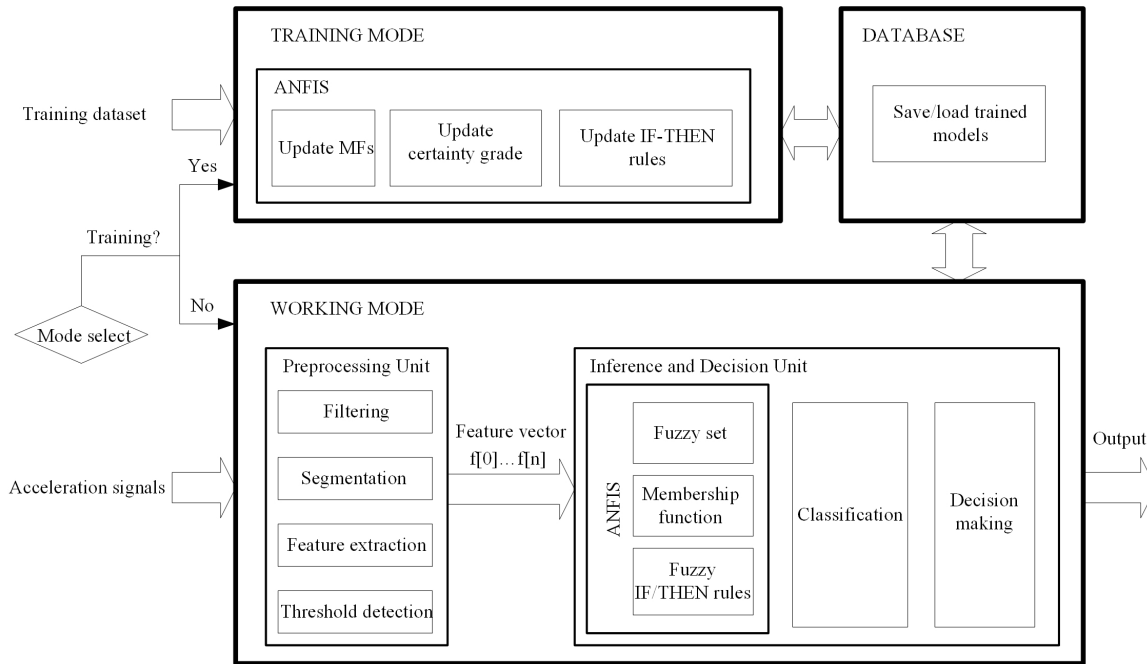 TRAINING MODE
DATABASE
ANFIS
Training dataset
Update MFs
Update
certainty grade
Update IF-THEN
rules
Save/load trained
models
Yes
Training?
No
Mode select
WORKING MODE
Preprocessing Unit
Filtering
Segmentation
Feature extraction
Threshold detection
Acceleration signals
Feature vector
f[0]…f[n]
Inference and Decision Unit
ANFIS
Fuzzy set
Membership
function
Fuzzy
IF/THEN rules
Classification
Decision
making
Output